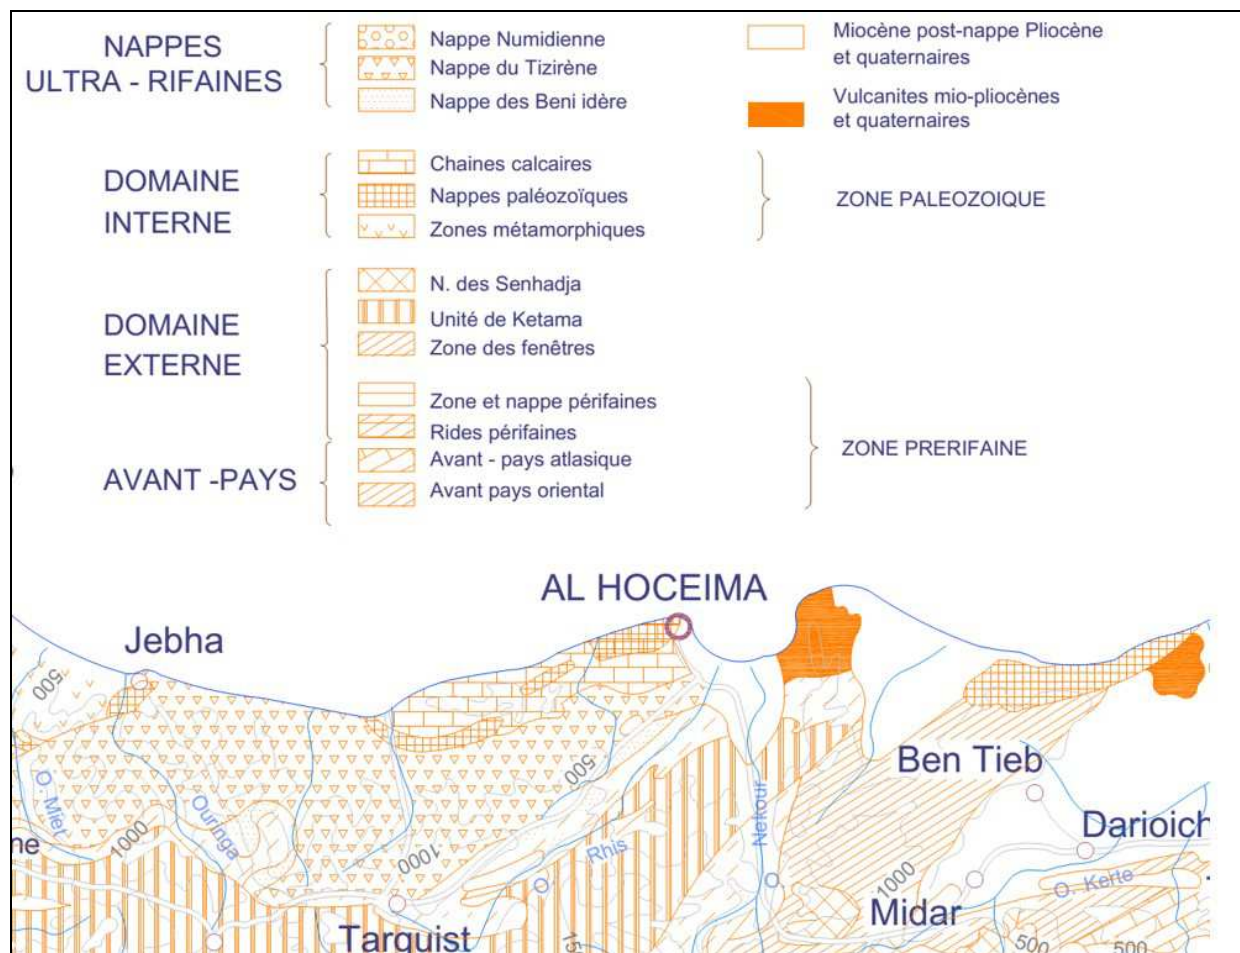 NAPPES
ULTRA - RIFAINES
Nappe Numidienne
Nappe du Tizirène
Nappe des Beni idère
Miocène post-nappe Pliocène
et quaternaires
Vulcanites mio-pliocènes
et quaternaires
DOMAINE
INTERNE
Chaines calcaires
Nappes paléozoïques
Zones métamorphiques
ZONE PALEOZOIQUE
DOMAINE
EXTERNE
N. des Senhadja
Unité de Ketama
Zone des fenêtres
Zone et nappe périfaines
Rides périfaines
AVANT -PAYS
Avant - pays atlasique
Avant pays oriental
ZONE PRERIFAINE
AL HOCEIMA
Jebha
500
O. Miet
1000
Ouringa
500
1000
O. Rhis
Nekour
O.
Ben Tieb
Darioich
1000
O. Kerte
Midar
ne
Tarquist
500
500